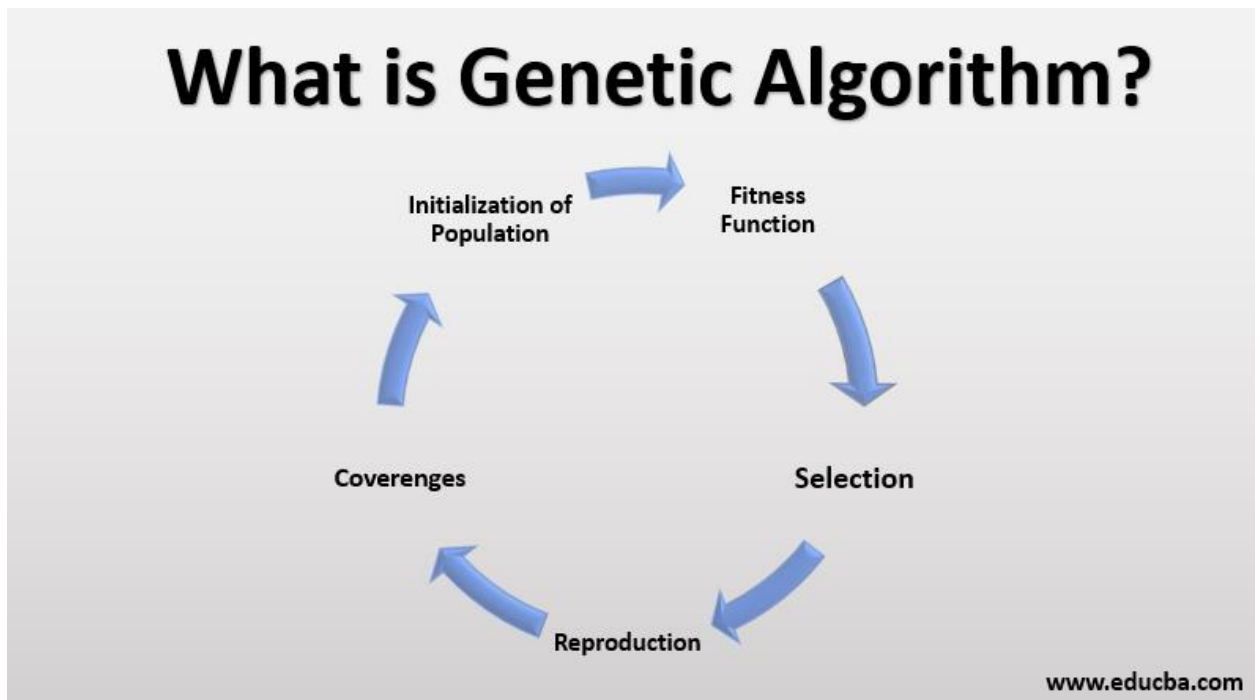 What is Genetic Algorithm?
Initialization of
Population
Fitness
Function
Selection
Reproduction
Coverenges
www.educba.com